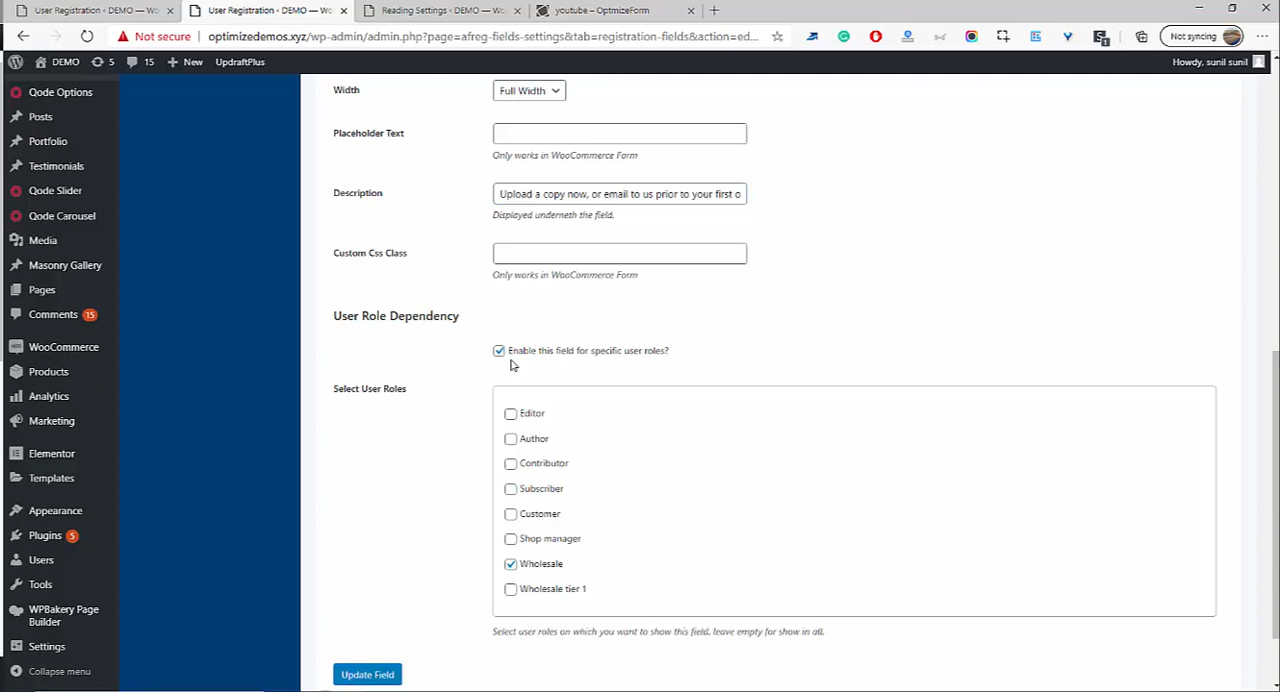 User Registration ‹ DEMO — Wo
User Registration ‹ DEMO — Wo
Reading Settings ‹ DEMO — Wo
youtube – OptmizeForm
Not secure
optimizedemos.xyz/wp-admin/admin.php?page=afreg-fields-settings&tab=registration-fields&action=ed...
Not syncing
DEMO
5
15
New
UpdraftPlus
Howdy, sunil sunil
Qode Options
Posts
Portfolio
Testimonials
Qode Slider
Qode Carousel
Media
Masonry Gallery
Pages
Comments 15
WooCommerce
Products
Analytics
Marketing
Elementor
Templates
Appearance
Plugins 5
Users
Tools
WPBakery Page
Builder
Settings
Collapse menu
Width
Full Width
Placeholder Text
Only works in WooCommerce Form
Description
Upload a copy now, or email to us prior to your first o
Displayed underneth the field.
Custom Css Class
Only works in WooCommerce Form
User Role Dependency
Enable this field for specific user roles?
Select User Roles
Editor
Author
Contributor
Subscriber
Customer
Shop manager
Wholesale
Wholesale tier 1
Select user roles on which you want to show this field, leave empty for show in all.
Update Field